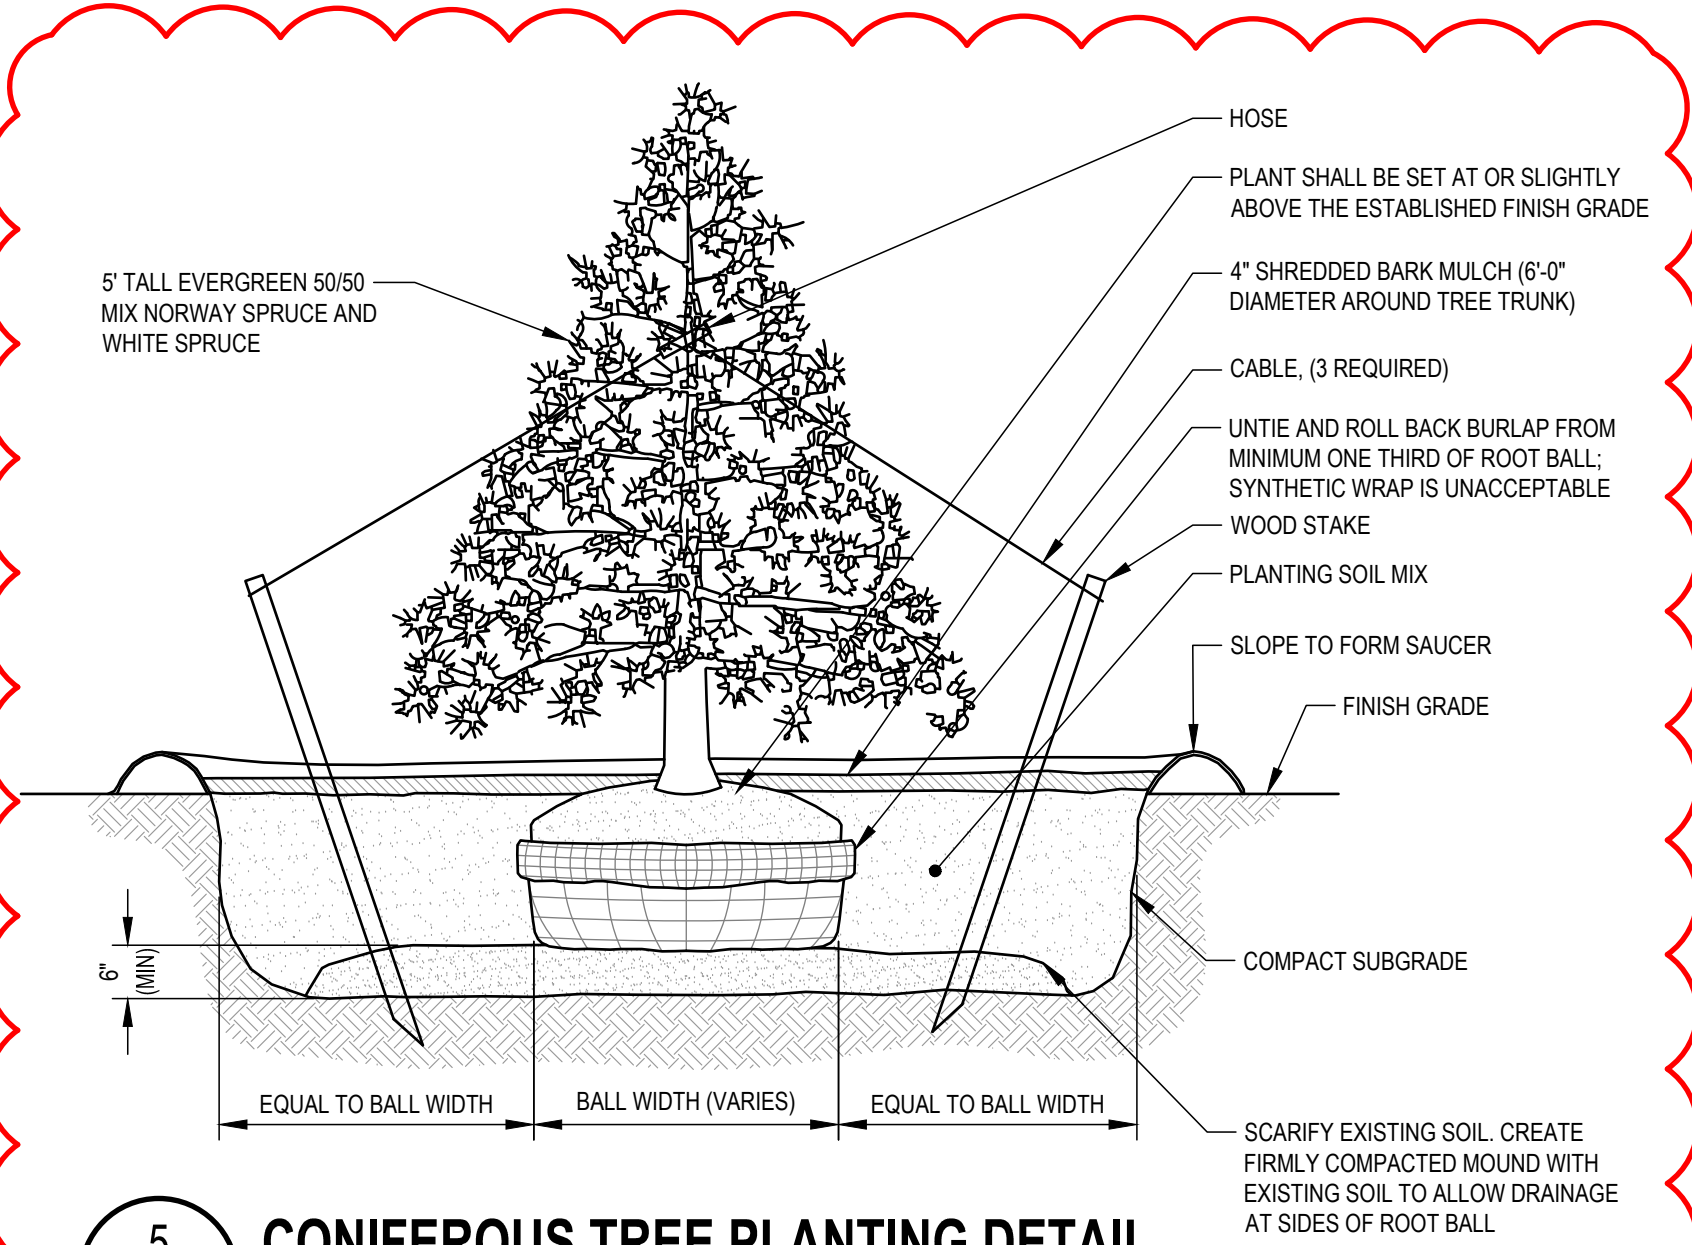 HOSE
PLANT SHALL BE SET AT OR SLIGHTLY
ABOVE THE ESTABLISHED FINISH GRADE
4" SHREDDED BARK MULCH (6'-0"
DIAMETER AROUND TREE TRUNK)
5' TALL EVERGREEN 50/50
MIX NORWAY SPRUCE AND
WHITE SPRUCE
CABLE, (3 REQUIRED)
UNTIE AND ROLL BACK BURLAP FROM
MINIMUM ONE THIRD OF ROOT BALL;
SYNTHETIC WRAP IS UNACCEPTABLE
WOOD STAKE
PLANTING SOIL MIX
SLOPE TO FORM SAUCER
FINISH GRADE
6"
(MIN)
COMPACT SUBGRADE
EQUAL TO BALL WIDTH
BALL WIDTH (VARIES)
EQUAL TO BALL WIDTH
SCARIFY EXISTING SOIL. CREATE
FIRMLY COMPACTED MOUND WITH
EXISTING SOIL TO ALLOW DRAINAGE
AT SIDES OF ROOT BALL
5
CONIFEROUS TREE PLANTING DETAIL